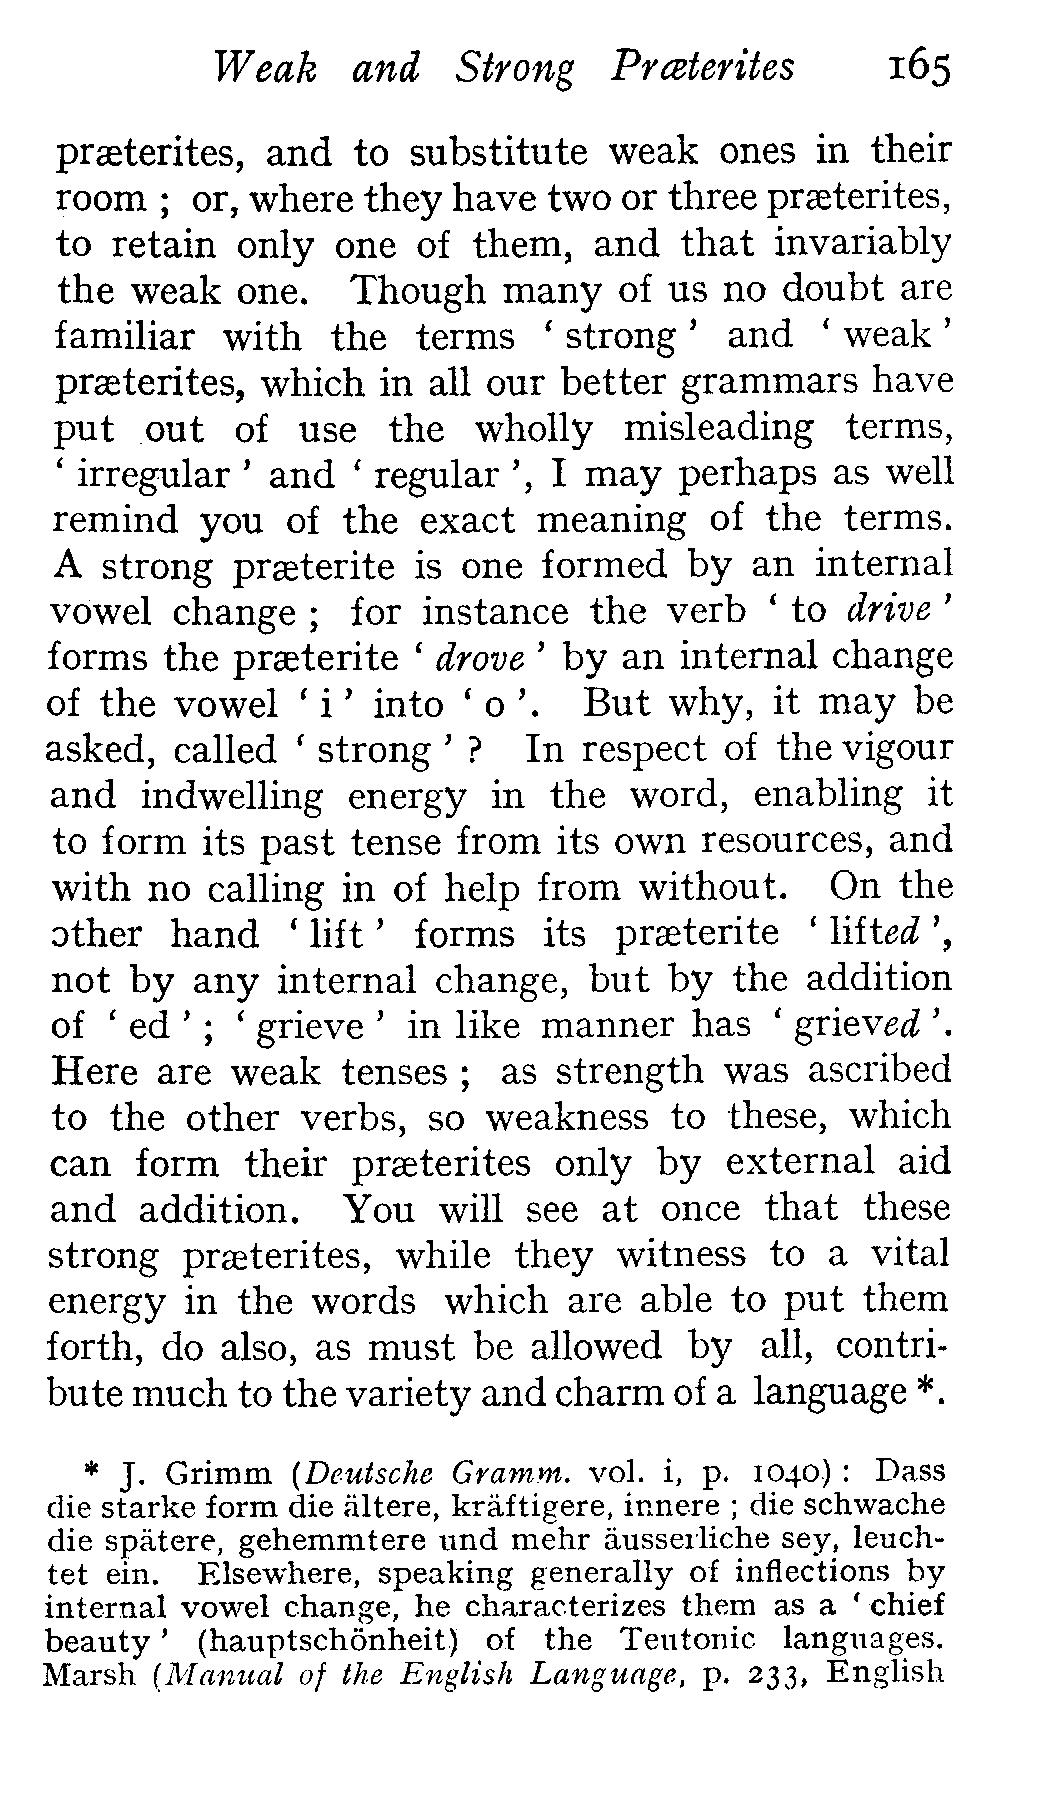 Weak and Strong Præterites 165
præterites, and to substitute weak ones in their
room ; or, where they have two or three præterites,
to retain only one of them, and that invariably
the weak one. Though many of us no doubt are
familiar with the terms ‘ strong ’ and ‘ weak ’
præterites, which in all our better grammars have
put out of use the wholly misleading terms,
‘ irregular ’ and ‘ regular ’, I may perhaps as well
remind you of the exact meaning of the terms.
A strong præterite is one formed by an internal
vowel change ; for instance the verb ‘ to drive ’
forms the præterite ‘ drove ’ by an internal change
of the vowel ‘ i ’ into ‘ o ’. But why, it may be
asked, called ‘ strong ’ ? In respect of the vigour
and indwelling energy in the word, enabling it
to form its past tense from its own resources, and
with no calling in of help from without. On the
other hand ‘ lift ’ forms its præterite ‘ lifted ’,
not by any internal change, but by the addition
of ‘ ed ’ ; ‘ grieve ’ in like manner has ‘ grieved ’.
Here are weak tenses ; as strength was ascribed
to the other verbs, so weakness to these, which
can form their præterites only by external aid
and addition. You will see at once that these
strong præterites, while they witness to a vital
energy in the words which are able to put them
forth, do also, as must be allowed by all, contri-
bute much to the variety and charm of a language *.
* J. Grimm (Deutsche Gramm. vol. i, p. 1040) : Dass
die starke form die ältere, kräftigere, innere ; die schwache
die spätere, gehemmtere und mehr äusserliche sey, leuch-
tet ein. Elsewhere, speaking generally of inflections by
internal vowel change, he characterizes them as a ‘ chief
beauty ’ (hauptschönheit) of the Teutonic languages.
Marsh (Manual of the English Language, p. 233, English